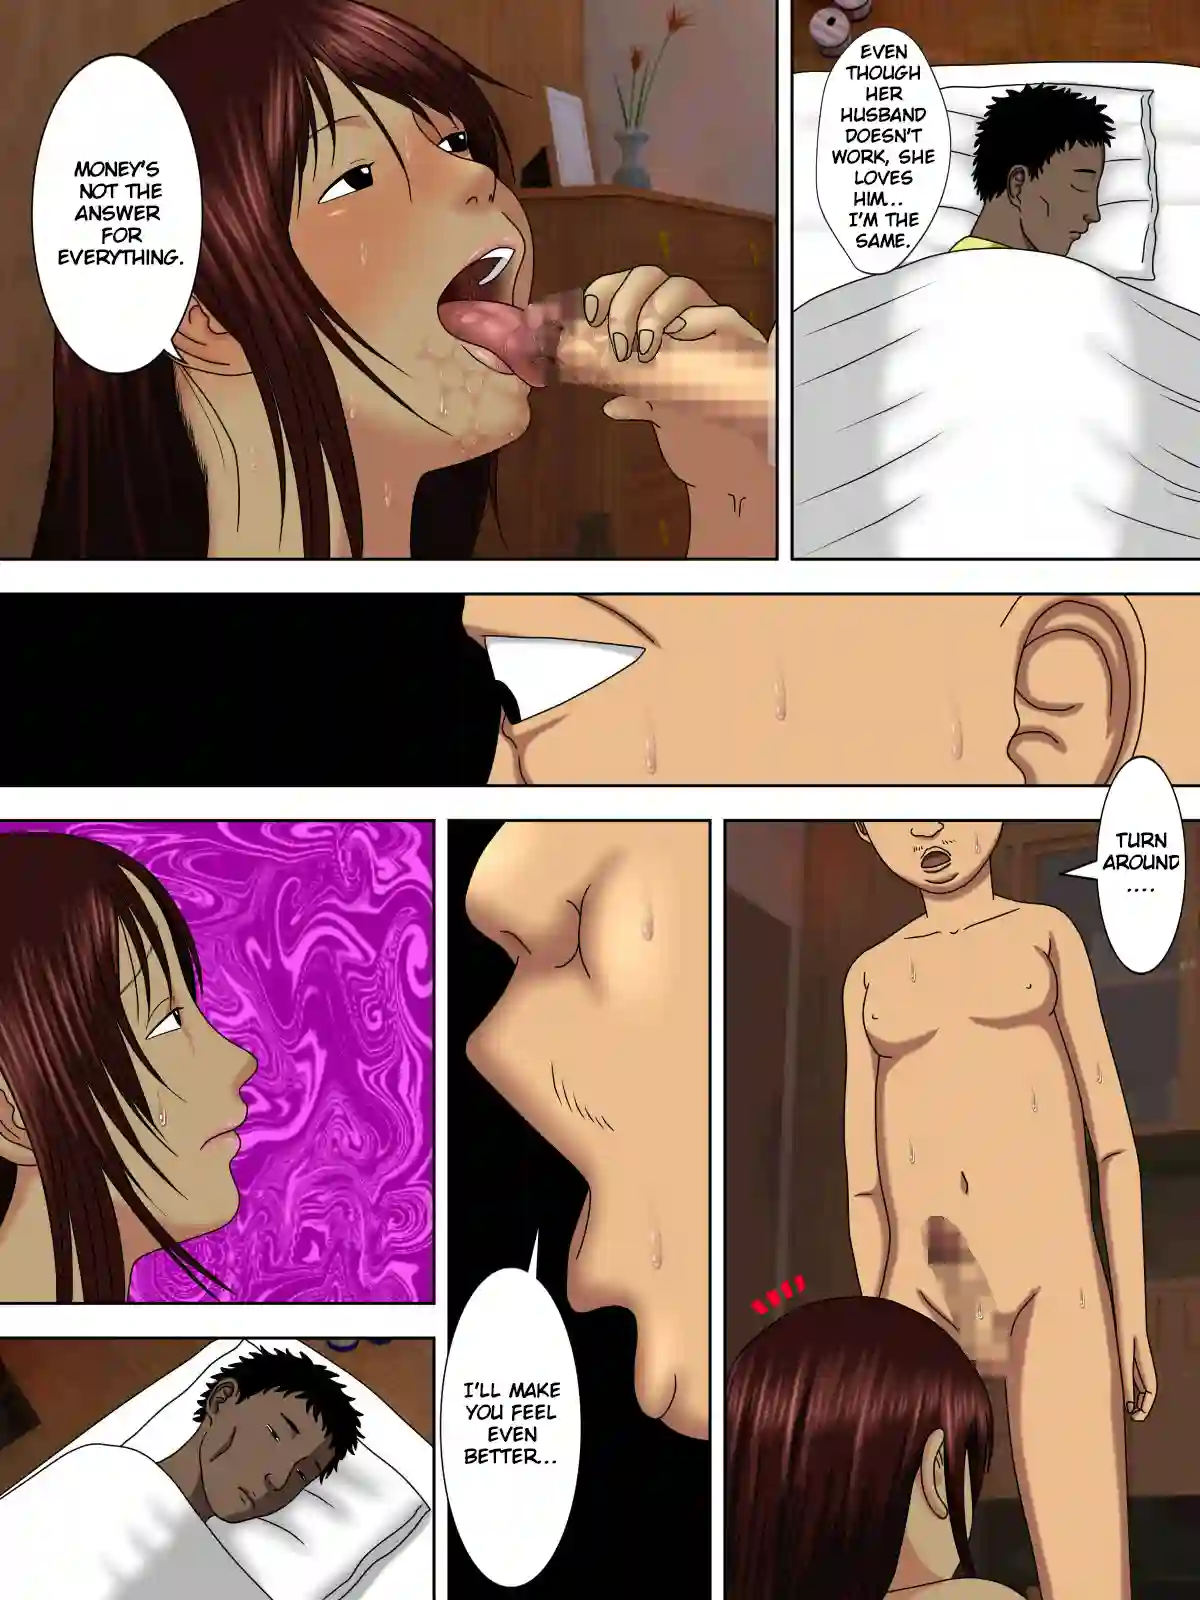 MONEY'S
NOT THE
ANSWER
FOR
EVERYTHING.
EVEN
THOUGH
HER
HUSBAND
DOESN'T
WORK, SHE
LOVES
HIM...
I'M THE
SAME.
TURN
AROUND
....
I'LL MAKE
YOU FEEL
EVEN
BETTER...